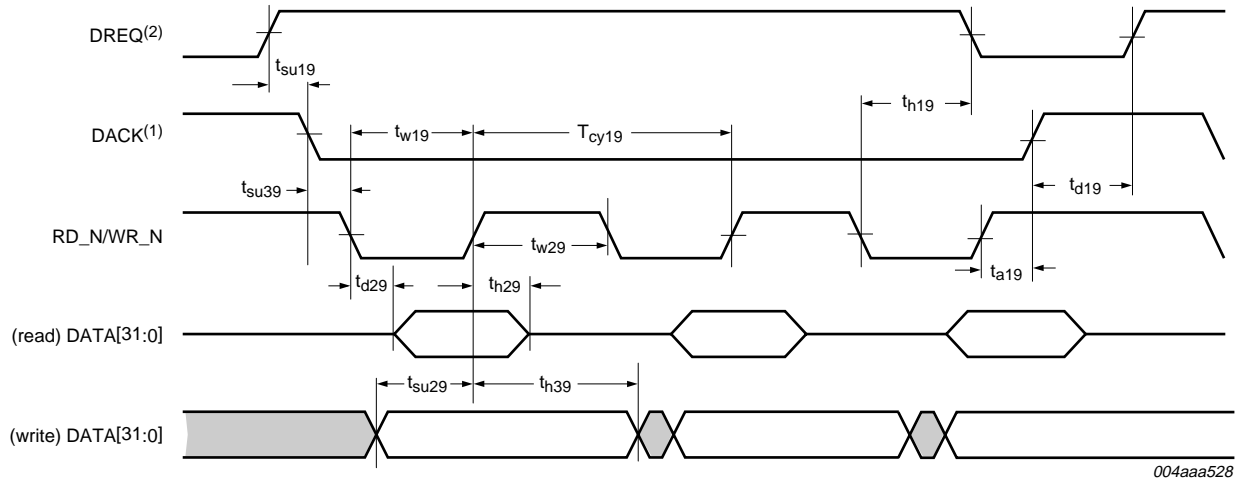 DREQ(2)
tsu19
th19
DACK(1)
tw19
Tcy19
tsu39
td19
RD_N/WR_N
tw29
td29
th29
ta19
(read) DATA[31:0]
tsu29
th39
(write) DATA[31:0]
004aaa528